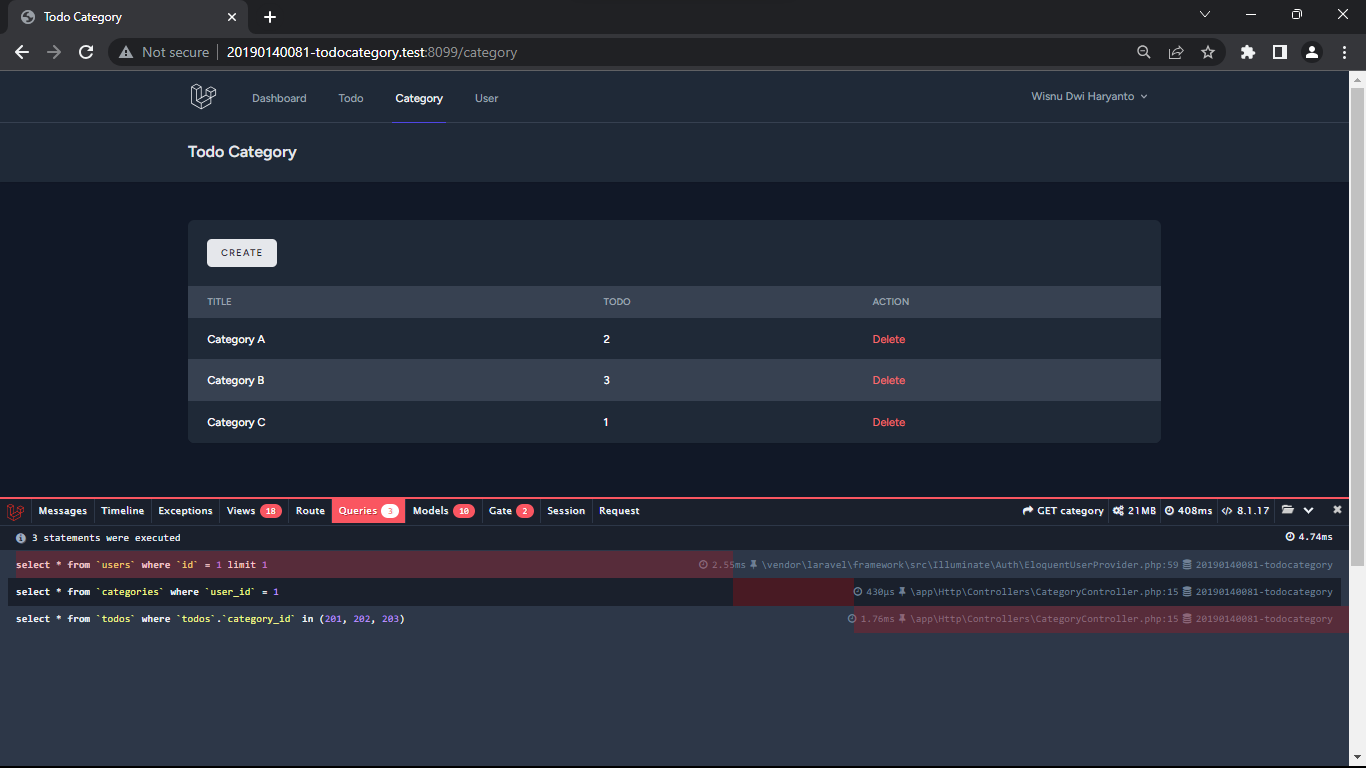 Todo Category
Not secure 20190140081-todocategory.test:8099/category
Dashboard Todo Category User Wisnu Dwi Haryanto
Todo Category
CREATE
TITLE TODO ACTION
Category A 2 Delete
Category B 3 Delete
Category C 1 Delete
Messages Timeline Exceptions Views 18 Route Queries 3 Models 10 Gate 2 Session Request GET category 21MB 408ms 8.1.17
3 statements were executed 4.74ms
select * from `users` where `id` = 1 limit 1 2.55ms \vendor\laravel\framework\src\Illuminate\Auth\EloquentUserProvider.php:59 20190140081-todocategory
select * from `categories` where `user_id` = 1 430μs \app\Http\Controllers\CategoryController.php:15 20190140081-todocategory
select * from `todos` where `todos`.`category_id` in (201, 202, 203) 1.76ms \app\Http\Controllers\CategoryController.php:15 20190140081-todocategory